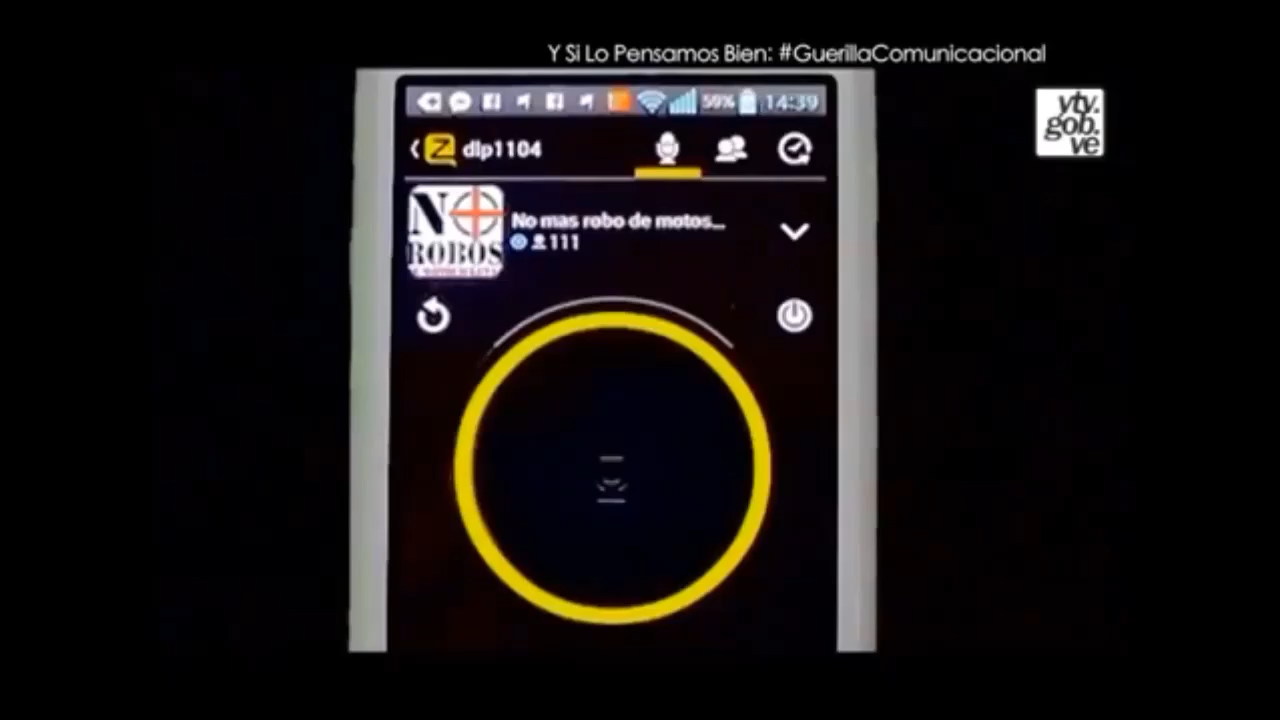 Y Si Lo Pensamos Bien: #GuerillaComunicacional
vtv.
gob.
ve
59% 14:39
Z dlp1104
NO
ROBOS
No mas robo de motos...
111